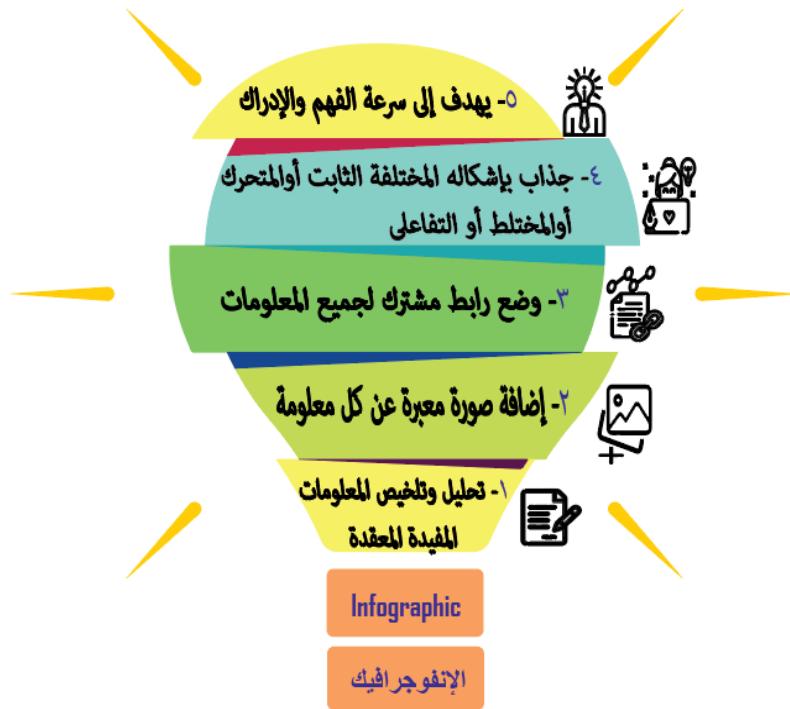 ٥- يهدف إلى سرعة الفهم والإدراك
٤- جذاب بإشكاله المختلفة الثابت أوالمتحرك
أوالمختلط أو التفاعلى
٣- وضع رابط مشترك لجميع المعلومات
٢- إضافة صورة معبرة عن كل معلومة
١- تحليل وتلخيص المعلومات
المفيدة المعقدة
Infographic
الإنفوجرافيك